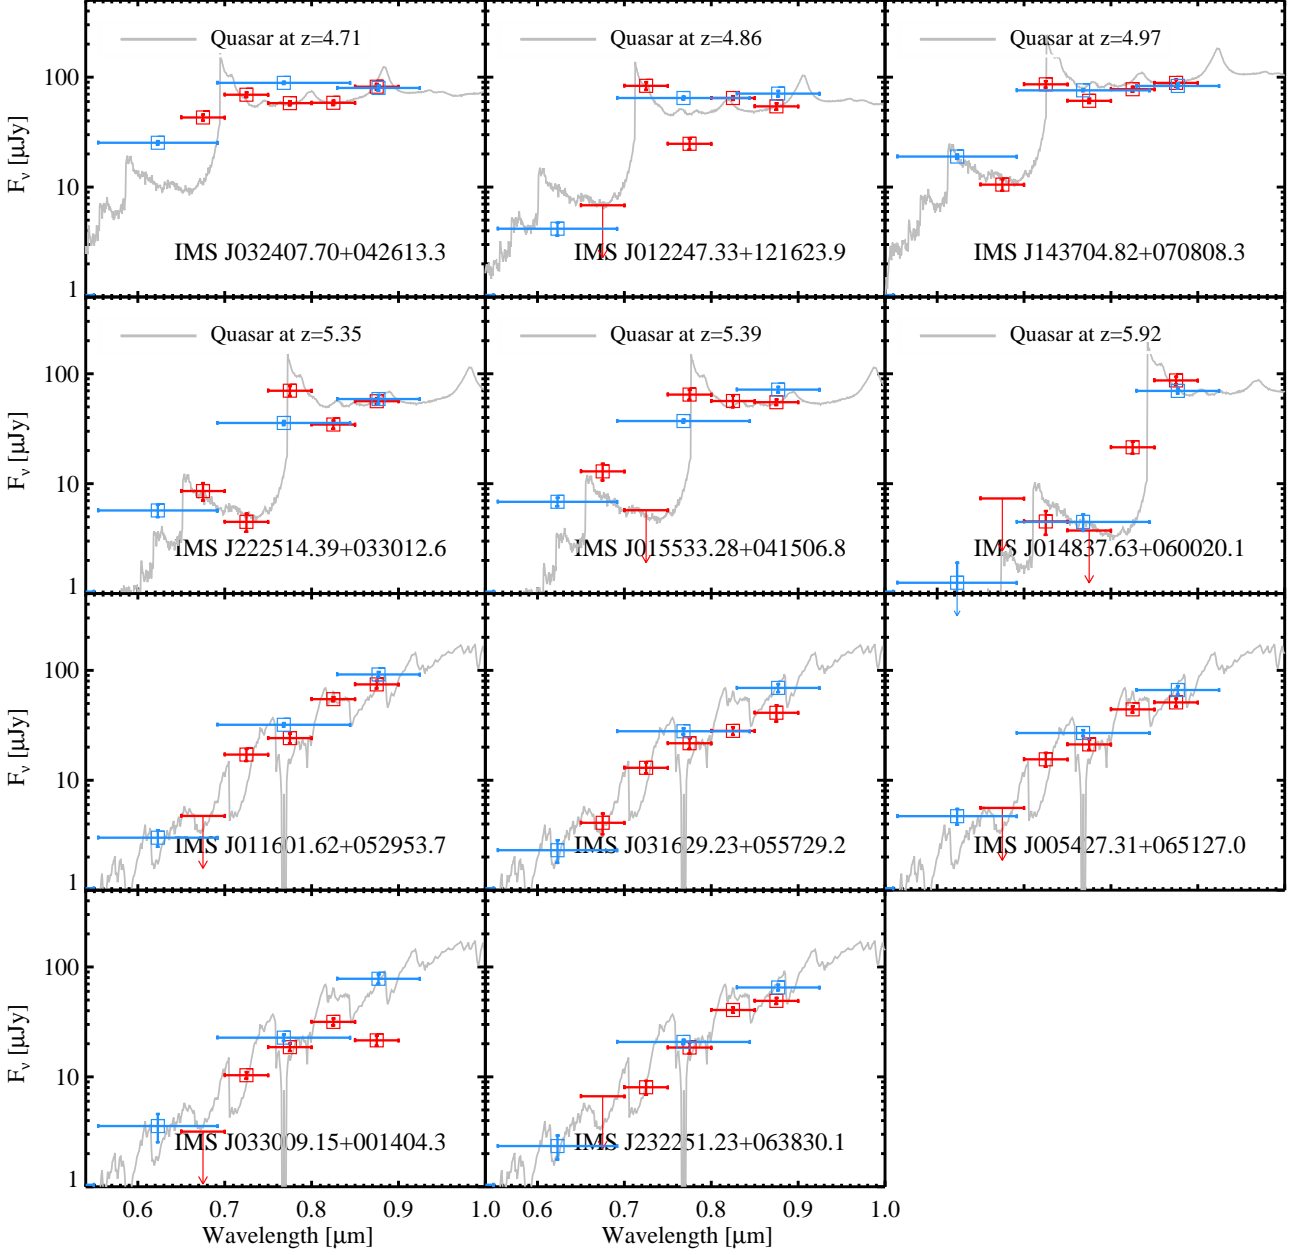 Quasar at z=4.71
Quasar at z=4.86
Quasar at z=4.97
100
10
1
F_ν [μJy]
IMS J032407.70+042613.3
IMS J012247.33+121623.9
IMS J143704.82+070808.3
Quasar at z=5.35
Quasar at z=5.39
Quasar at z=5.92
100
10
1
F_ν [μJy]
IMS J222514.39+033012.6
IMS J015533.28+041506.8
IMS J014837.63+060020.1
100
10
1
F_ν [μJy]
IMS J011601.62+052953.7
IMS J031629.23+055729.2
IMS J005427.31+065127.0
100
10
1
F_ν [μJy]
IMS J033009.15+001404.3
IMS J232251.23+063830.1
0.6 0.7 0.8 0.9 1.0
0.6 0.7 0.8 0.9 1.0
Wavelength [μm]
Wavelength [μm]